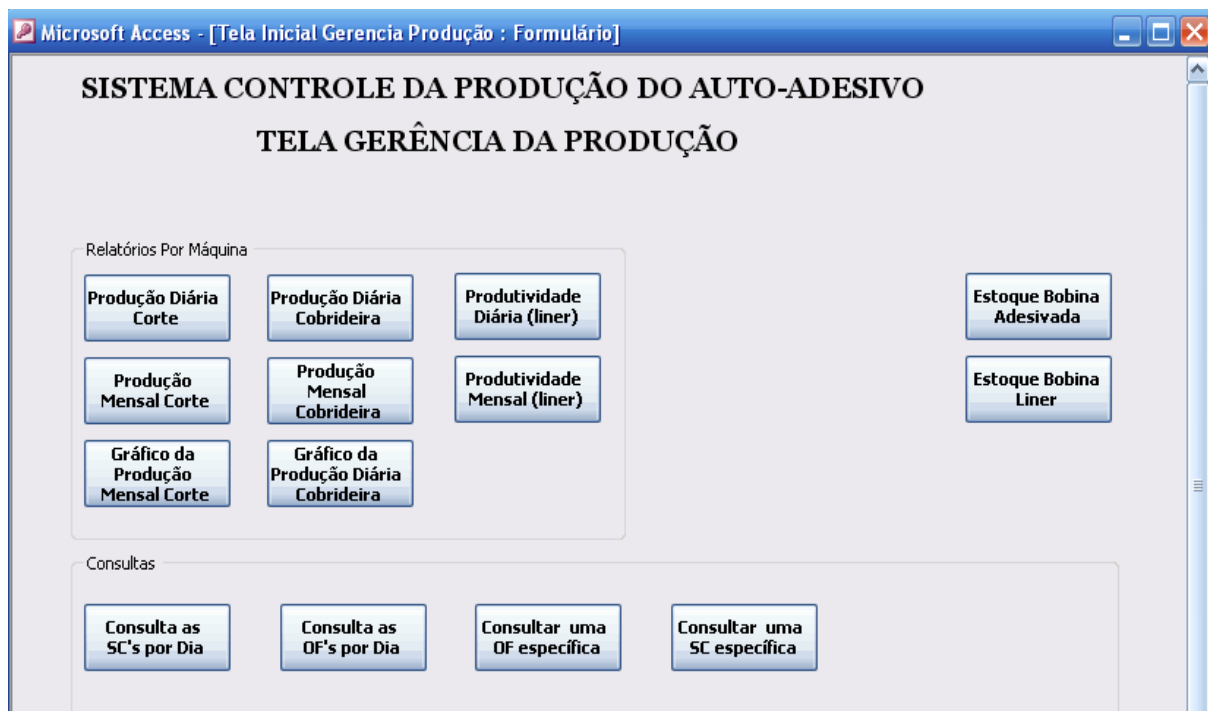 Microsoft Access - [Tela Inicial Gerencia Produção : Formulário]
SISTEMA CONTROLE DA PRODUÇÃO DO AUTO-ADESIVO
TELA GERÊNCIA DA PRODUÇÃO
Relatórios Por Máquina
Produção Diária
Corte
Produção Diária
Cobrideira
Produtividade
Diária (liner)
Estoque Bobina
Adesivada
Produção
Mensal Corte
Produção
Mensal
Cobrideira
Produtividade
Mensal (liner)
Estoque Bobina
Liner
Gráfico da
Produção
Mensal Corte
Gráfico da
Produção Diária
Cobrideira
Consultas
Consulta as
SC's por Dia
Consulta as
OF's por Dia
Consultar uma
OF específica
Consultar uma
SC específica